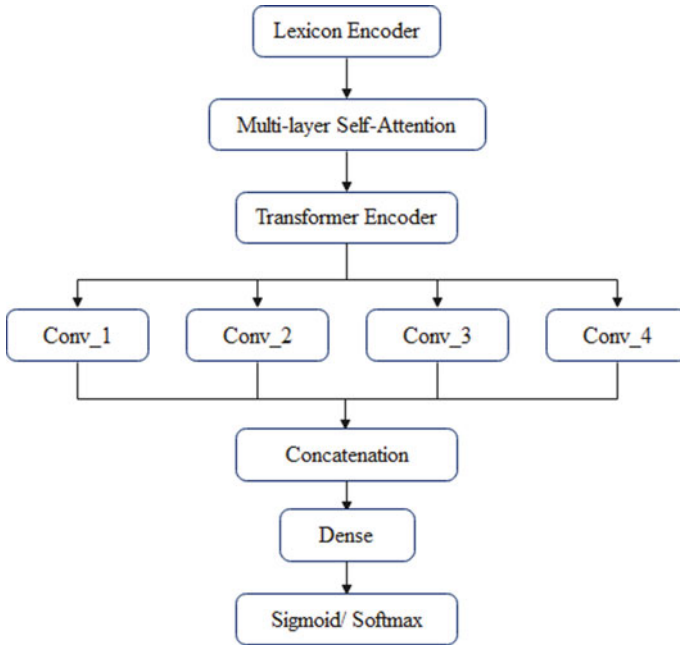 Lexicon Encoder
Multi-layer Self-Attention
Transformer Encoder
Conv_1
Conv_2
Conv_3
Conv_4
Concatenation
Dense
Sigmoid/ Softmax